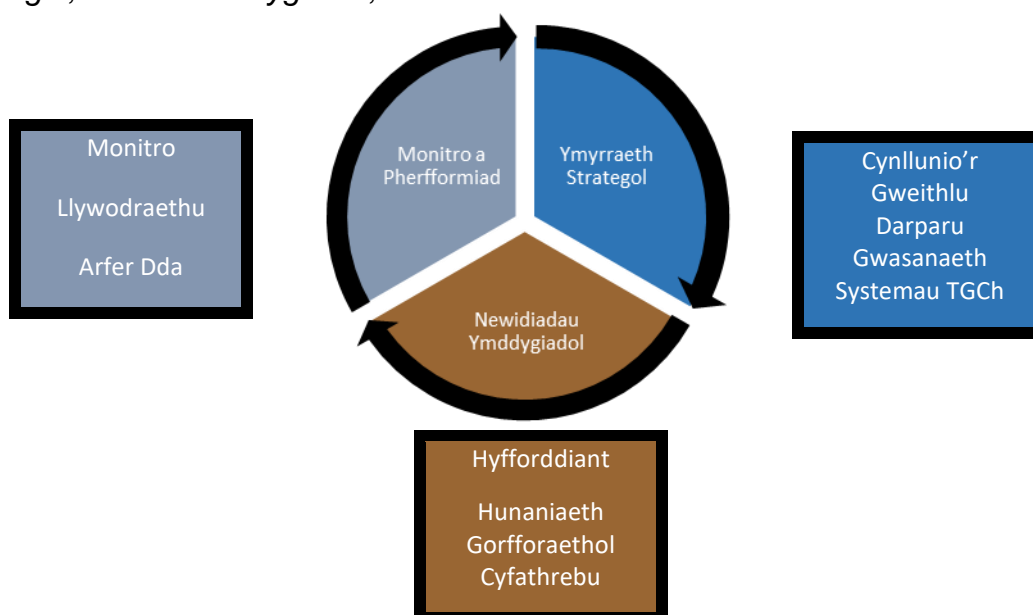 Monitro a
Pherfformiad
Ymyrraeth
Strategol
Newidiadau
Ymddygiadol
Monitro
Llywodraethu
Arfer Dda
Cynllunio’r
Gweithlu
Darparu
Gwasanaeth
Systemau TGCh
Hyfforddiant
Hunaniaeth
Gorfforaethol
Cyfathrebu